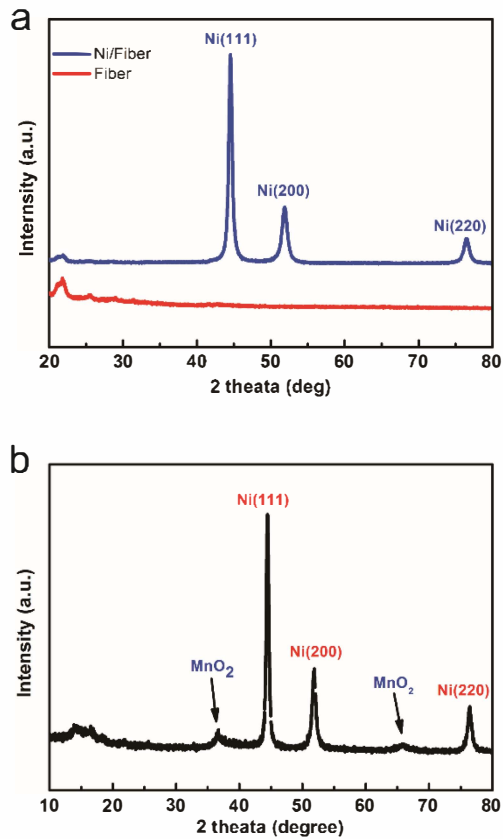 a
Ni/Fiber
Fiber
Ni(111)
Ni(200)
Ni(220)
Internsity (a.u.)
20 30 40 50 60 70 80
2 theata (deg)
b
Ni(111)
MnO2
Ni(200)
MnO2
Ni(220)
Intensity (a.u.)
10 20 30 40 50 60 70 80
2 theata (degree)